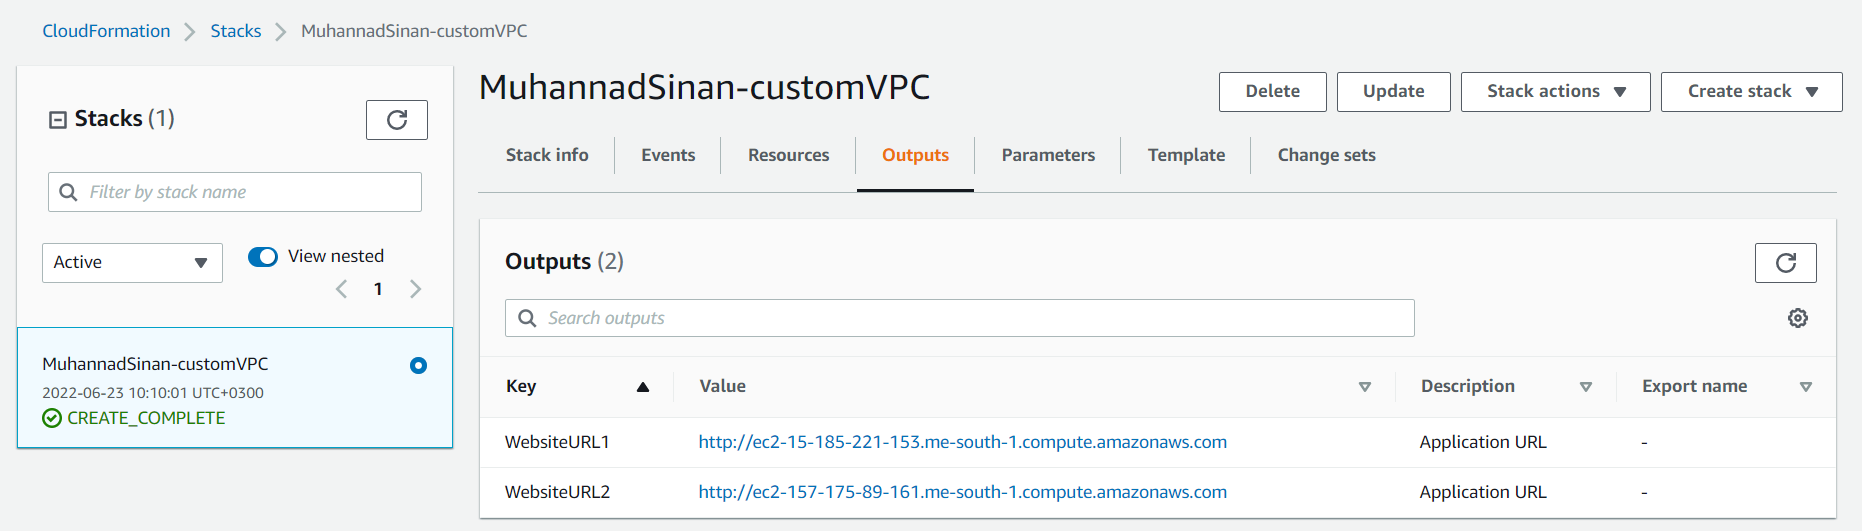 CloudFormation > Stacks > MuhannadSinan-customVPC
Stacks (1)
Filter by stack name
Active
View nested
1
MuhannadSinan-customVPC
2022-06-23 10:10:01 UTC+0300
CREATE_COMPLETE
MuhannadSinan-customVPC
Delete Update Stack actions Create stack
Stack info Events Resources Outputs Parameters Template Change sets
Outputs (2)
Search outputs
Key Value Description Export name
WebsiteURL1 http://ec2-15-185-221-153.me-south-1.compute.amazonaws.com Application URL -
WebsiteURL2 http://ec2-157-175-89-161.me-south-1.compute.amazonaws.com Application URL -